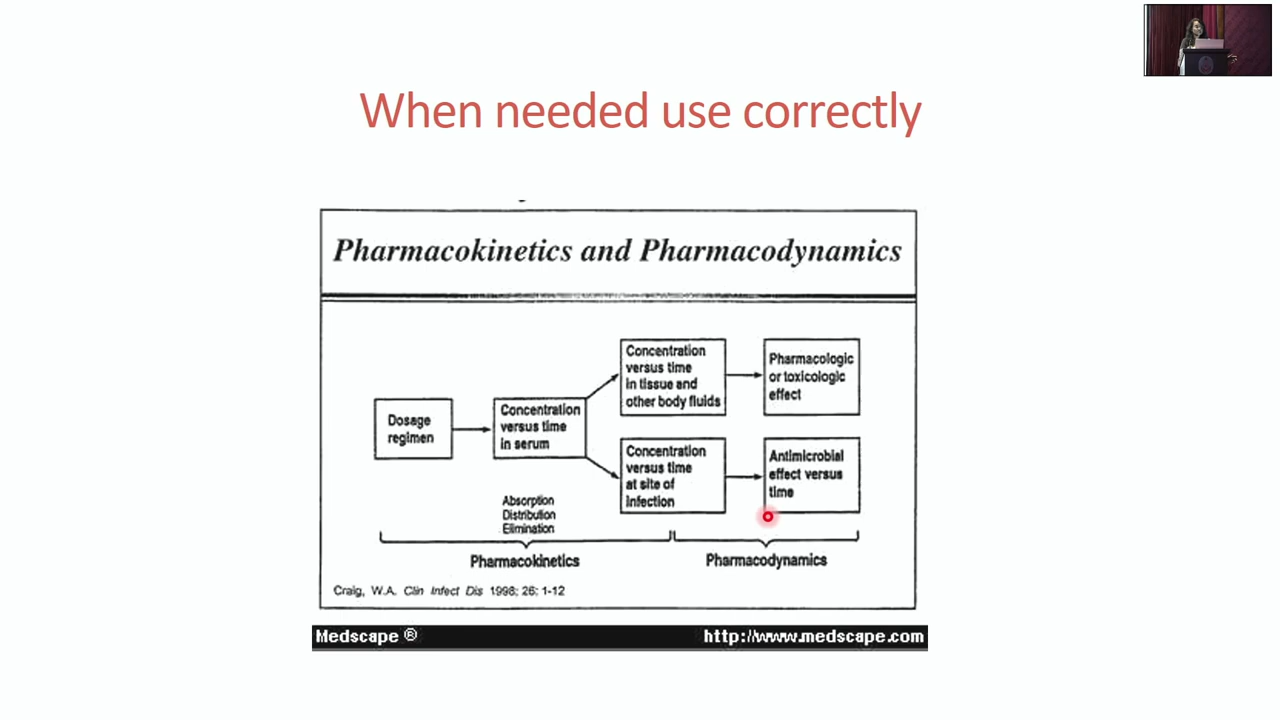 When needed use correctly
Pharmacokinetics and Pharmacodynamics
Dosage
regimen
Concentration
versus time
in serum
Concentration
versus time
in tissue and
other body fluids
Pharmacologic
or toxicologic
effect
Concentration
versus time
at site of
infection
Antimicrobial
effect versus
time
Absorption
Distribution
Elimination
Pharmacokinetics
Pharmacodynamics
Craig, W.A. Clin Infect Dis 1998; 26: 1-12
Medscape ®
http://www.medscape.com